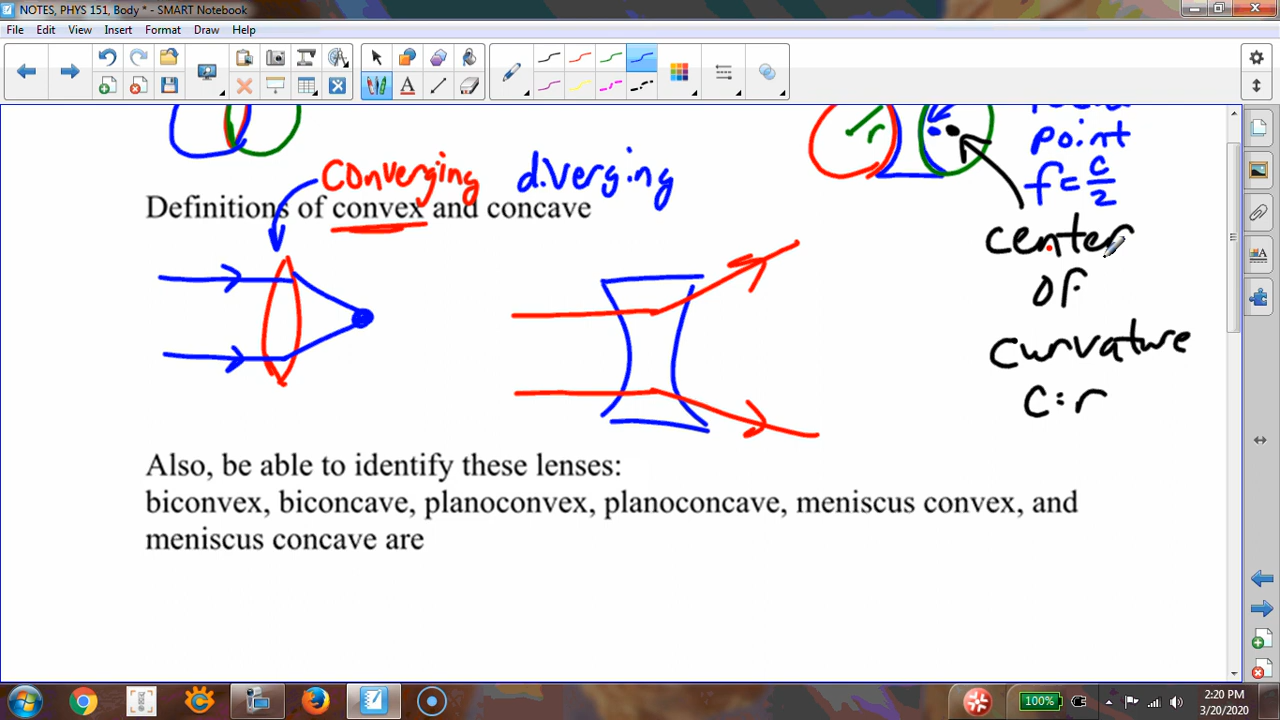 NOTES, PHYS 151, Body * - SMART Notebook
File Edit View Insert Format Draw Help
r
point
f = c/2
converging diverging
Definitions of convex and concave
center
of
curvature
c = r
Also, be able to identify these lenses:
biconvex, biconcave, planoconvex, planoconcave, meniscus convex, and
meniscus concave are
100%
2:20 PM
3/20/2020